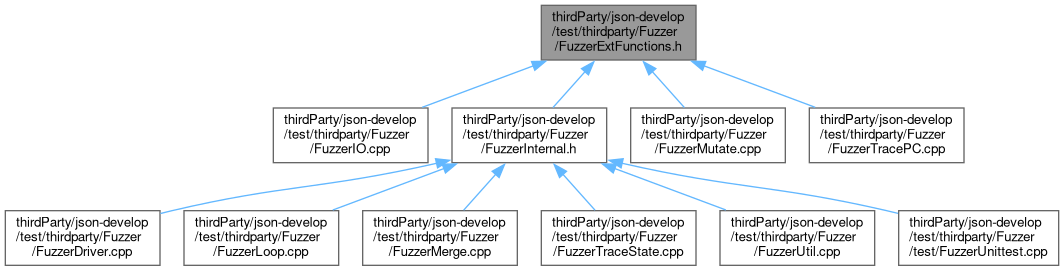 thirdParty/json-develop
/test/thirdparty/Fuzzer
/FuzzerExtFunctions.h
thirdParty/json-develop
/test/thirdparty/Fuzzer
/FuzzerIO.cpp
thirdParty/json-develop
/test/thirdparty/Fuzzer
/FuzzerInternal.h
thirdParty/json-develop
/test/thirdparty/Fuzzer
/FuzzerMutate.cpp
thirdParty/json-develop
/test/thirdparty/Fuzzer
/FuzzerTracePC.cpp
thirdParty/json-develop
/test/thirdparty/Fuzzer
/FuzzerDriver.cpp
thirdParty/json-develop
/test/thirdparty/Fuzzer
/FuzzerLoop.cpp
thirdParty/json-develop
/test/thirdparty/Fuzzer
/FuzzerMerge.cpp
thirdParty/json-develop
/test/thirdparty/Fuzzer
/FuzzerTraceState.cpp
thirdParty/json-develop
/test/thirdparty/Fuzzer
/FuzzerUtil.cpp
thirdParty/json-develop
/test/thirdparty/Fuzzer
/test/FuzzerUnittest.cpp